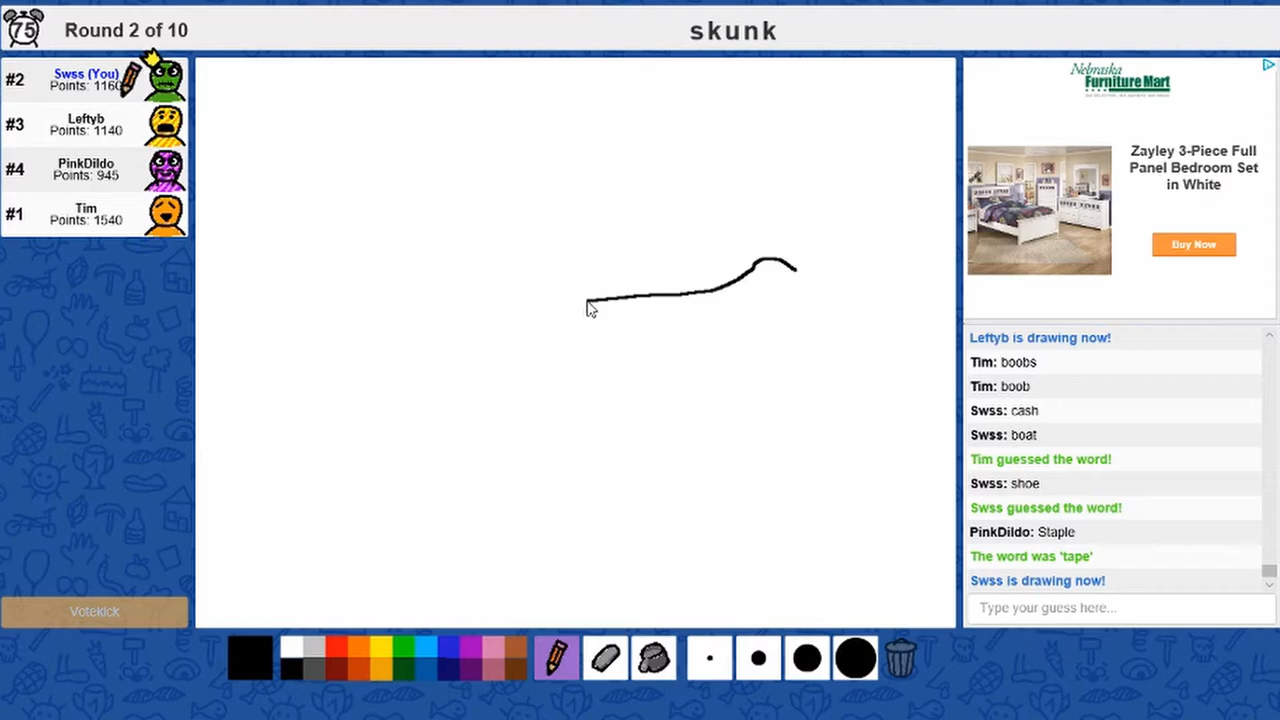 75
Round 2 of 10
skunk
#2
Swss (You)
Points: 1160
#3
Leftyb
Points: 1140
#4
PinkDildo
Points: 945
#1
Tim
Points: 1540
Votekick
Nebraska
Furniture Mart
Zayley 3-Piece Full
Panel Bedroom Set
in White
Buy Now
Leftyb is drawing now!
Tim: boobs
Tim: boob
Swss: cash
Swss: boat
Tim guessed the word!
Swss: shoe
Swss guessed the word!
PinkDildo: Staple
The word was 'tape'
Swss is drawing now!
Type your guess here...